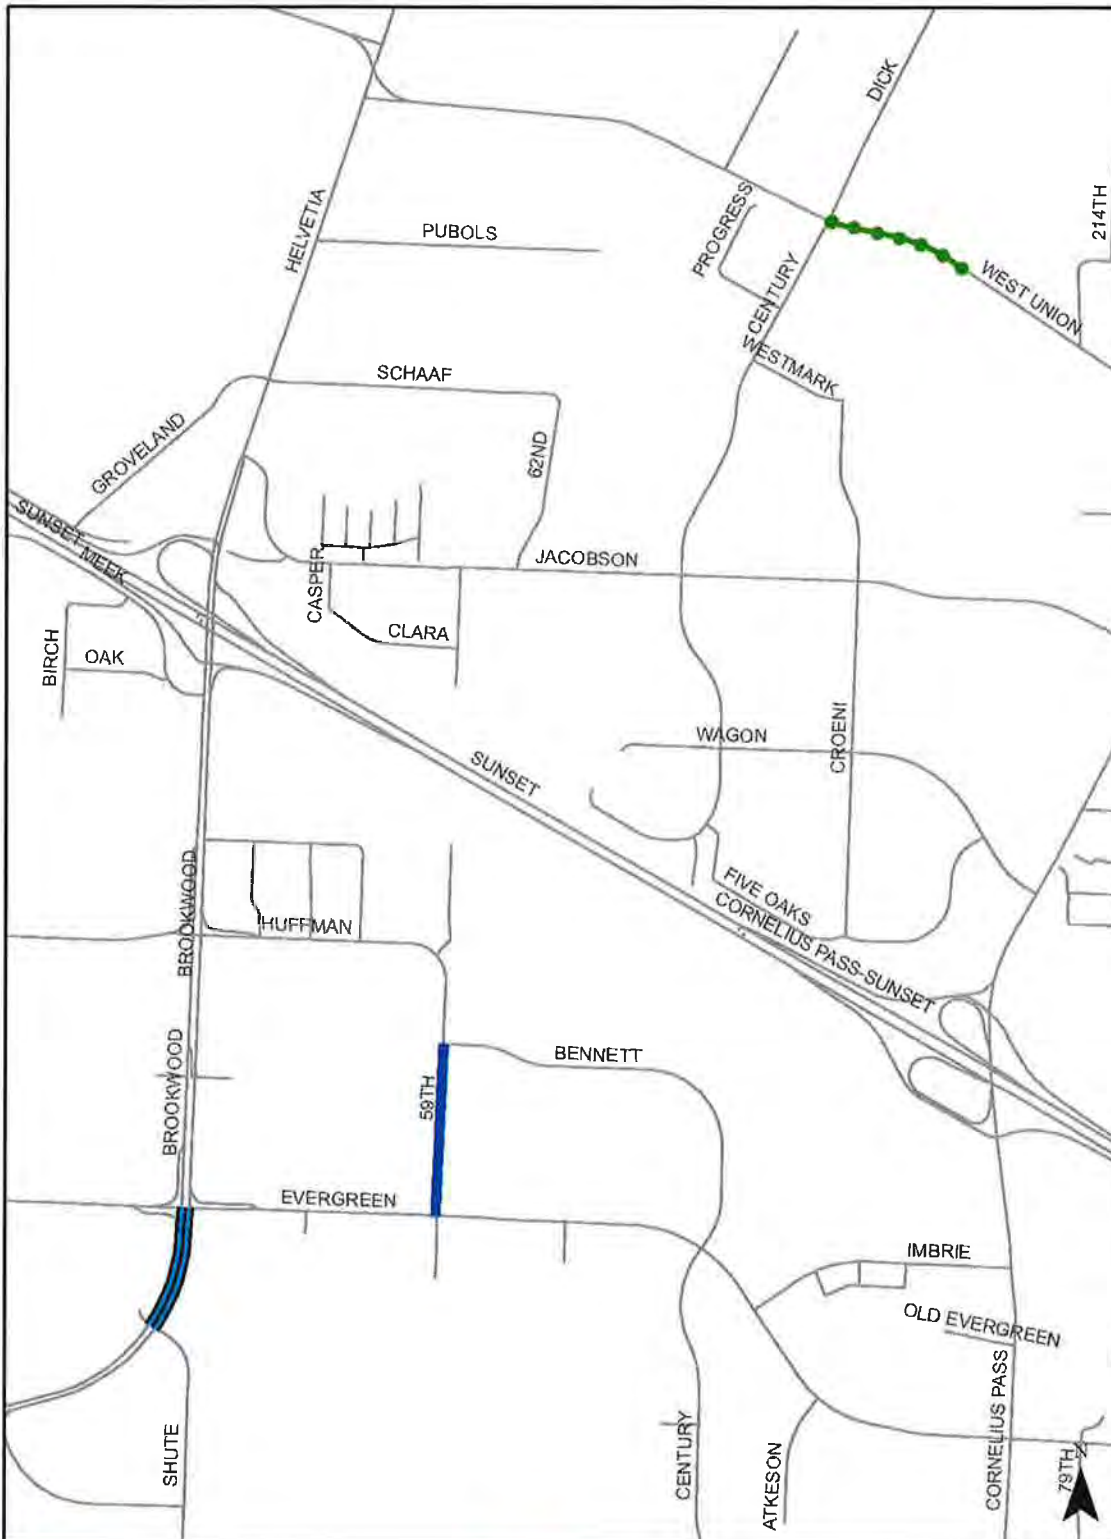 DICK
HELVETIA
PUBOLS
PROGRESS
214TH
CENTURY
WEST UNION
WESTMARK
SCHAAF
GROVELAND
62ND
SUNSET
MEEK
CASPER
JACOBSON
CLARA
BIRCH
OAK
WAGON
CROENI
SUNSET
BROOKWOOD
HUFFMAN
FIVE OAKS
CORNELIUS PASS-SUNSET
BROOKWOOD
59TH
BENNETT
EVERGREEN
IMBRIE
OLD EVERGREEN
SHUTE
CENTURY
ATKESON
CORNELIUS PASS
79TH
N